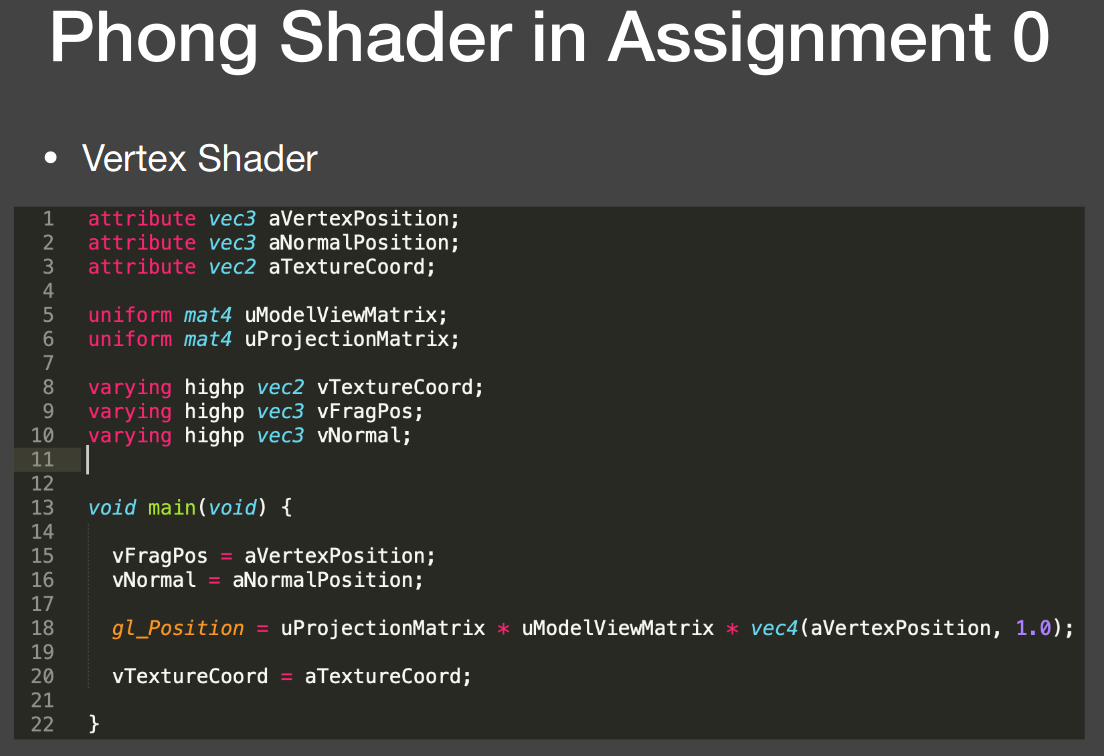 Phong Shader in Assignment 0
• Vertex Shader
1 attribute vec3 aVertexPosition;
2 attribute vec3 aNormalPosition;
3 attribute vec2 aTextureCoord;
4
5 uniform mat4 uModelViewMatrix;
6 uniform mat4 uProjectionMatrix;
7
8 varying highp vec2 vTextureCoord;
9 varying highp vec3 vFragPos;
10 varying highp vec3 vNormal;
11
12
13 void main(void) {
14
15 vFragPos = aVertexPosition;
16 vNormal = aNormalPosition;
17
18 gl_Position = uProjectionMatrix * uModelViewMatrix * vec4(aVertexPosition, 1.0);
19
20 vTextureCoord = aTextureCoord;
21
22 }